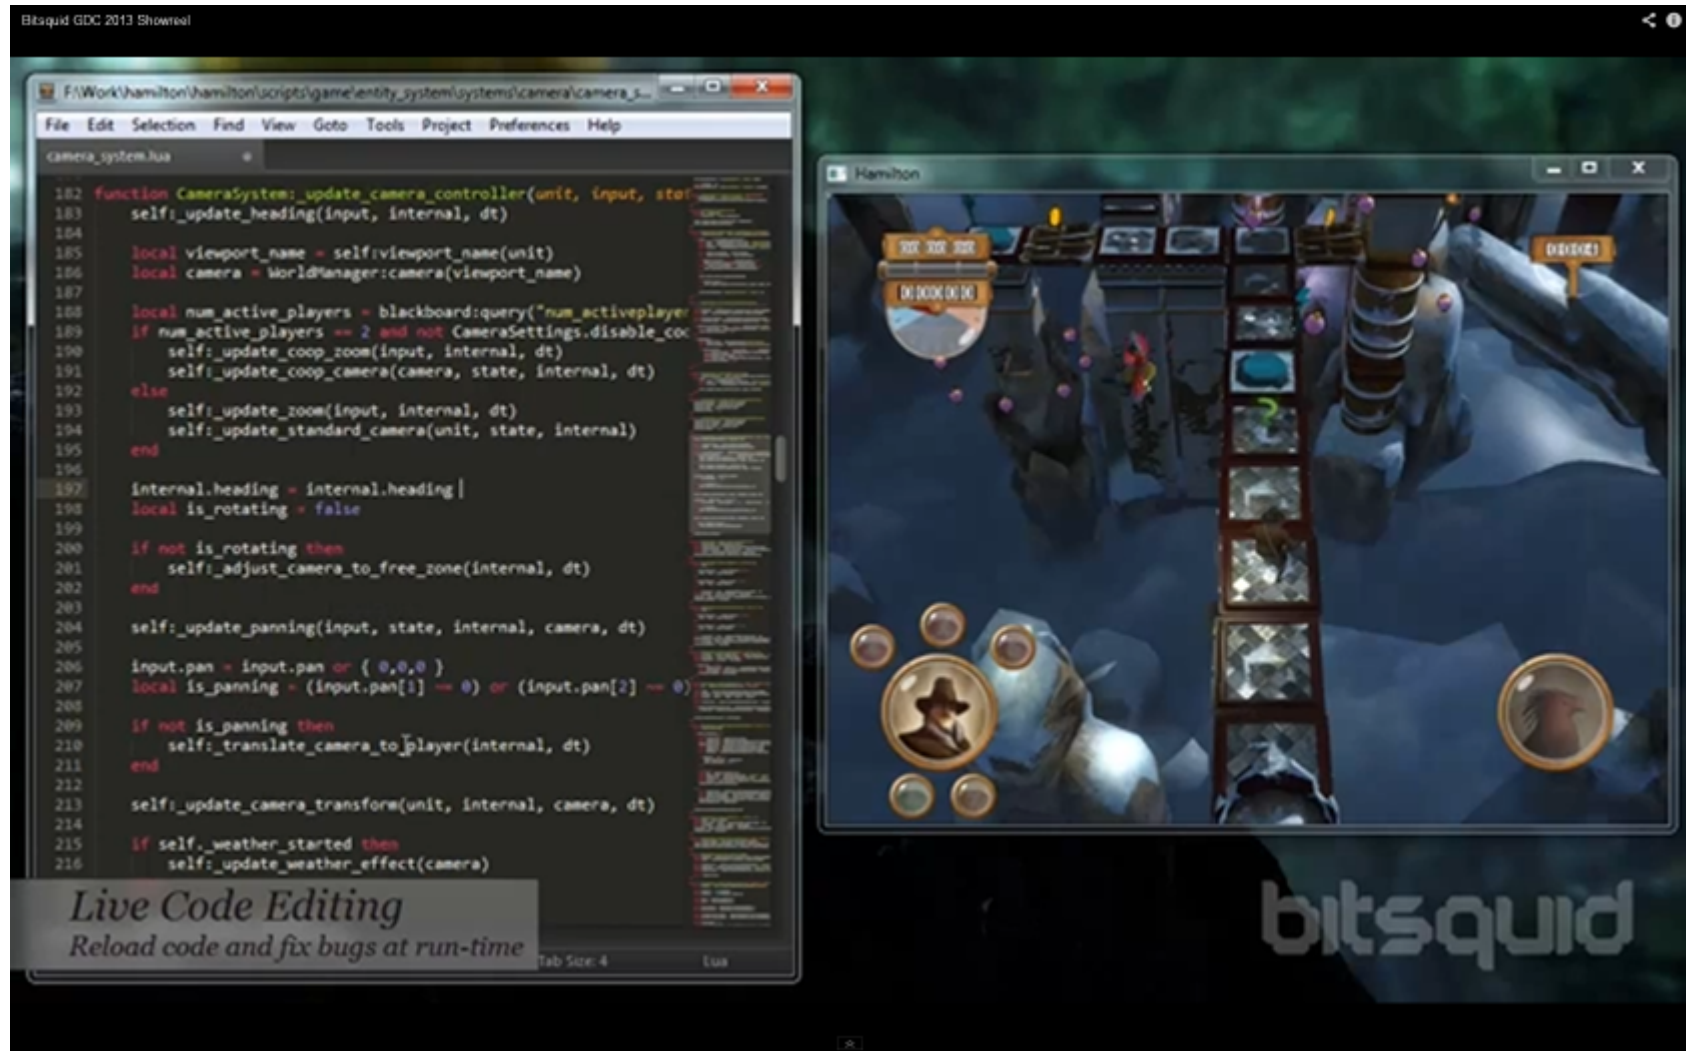 Bitsquid GDC 2013 Showreel
F:\Work\hamilton\hamilton\scripts\game\entity_system\systems\camera\camera_s...
File Edit Selection Find View Goto Tools Project Preferences Help
camera_system.lua
182 function CameraSystem:_update_camera_controller(unit, input, stat
183 self:_update_heading(input, internal, dt)
184
185 local viewport_name = self:viewport_name(unit)
186 local camera = WorldManager:camera(viewport_name)
187
188 local num_active_players = blackboard:query("num_activeplayer
189 if num_active_players == 2 and not CameraSettings.disable_coo
190 self:_update_coop_zoom(input, internal, dt)
191 self:_update_coop_camera(camera, state, internal, dt)
192 else
193 self:_update_zoom(input, internal, dt)
194 self:_update_standard_camera(unit, state, internal)
195 end
196
197 internal.heading = internal.heading
198 local is_rotating = false
199
200 if not is_rotating then
201 self:_adjust_camera_to_free_zone(internal, dt)
202 end
203
204 self:_update_panning(input, state, internal, camera, dt)
205
206 input.pan = input.pan or { 0,0,0 }
207 local is_panning = (input.pan[1] ~= 0) or (input.pan[2] ~= 0)
208
209 if not is_panning then
210 self:_translate_camera_to_player(internal, dt)
211 end
212
213 self:_update_camera_transform(unit, internal, camera, dt)
214
215 if self._weather_started then
216 self:_update_weather_effect(camera)
Live Code Editing
Reload code and fix bugs at run-time
Tab Size: 4 Lua
Hamilton
bitsquid